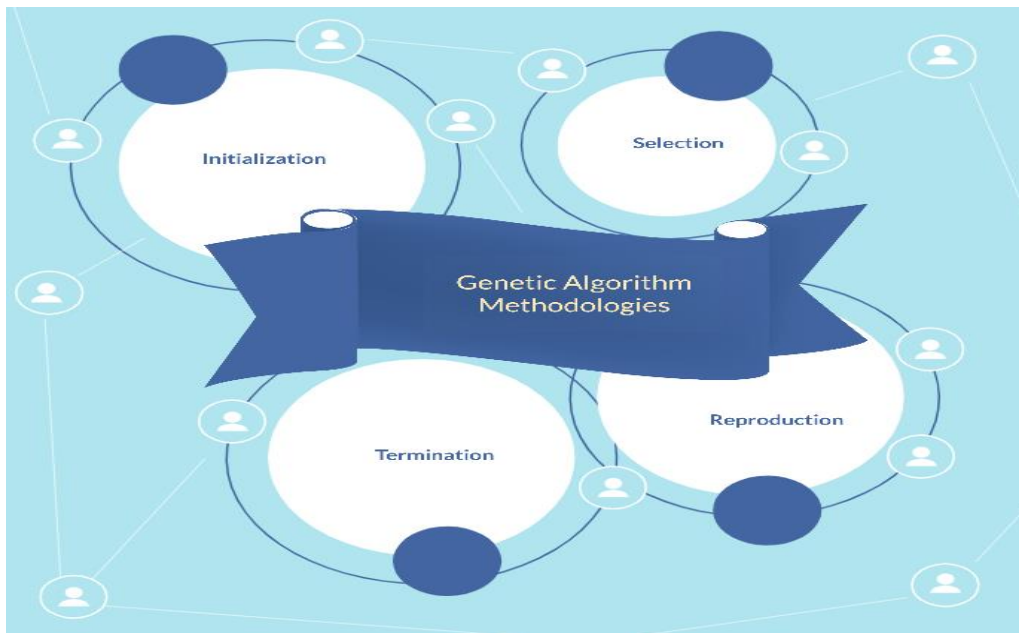 Initialization
Selection
Genetic Algorithm
Methodologies
Reproduction
Termination